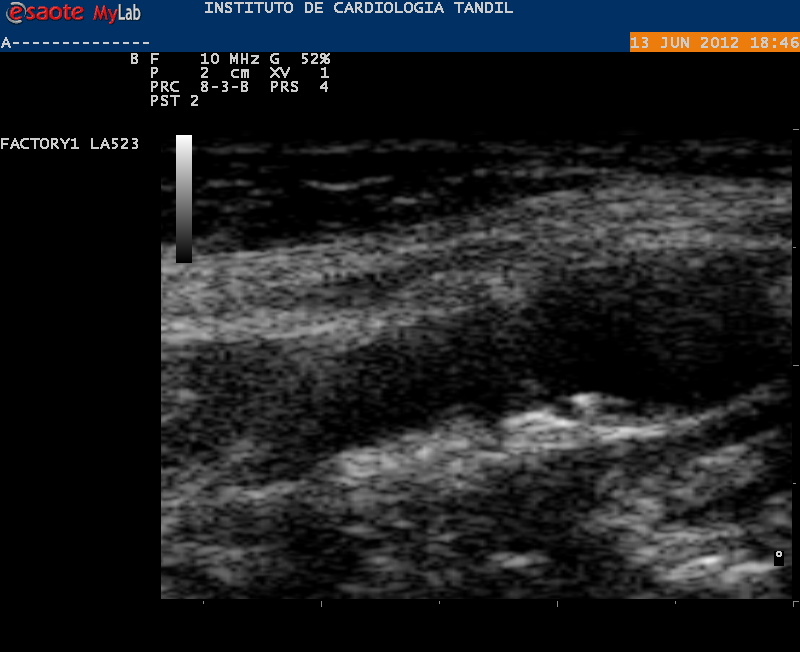 esaote MyLab
INSTITUTO DE CARDIOLOGIA TANDIL
A--------------
13 JUN 2012 18:46
B F 10 MHz G 52%
P 2 cm XV 1
PRC 8-3-B PRS 4
PST 2
FACTORY1 LA523